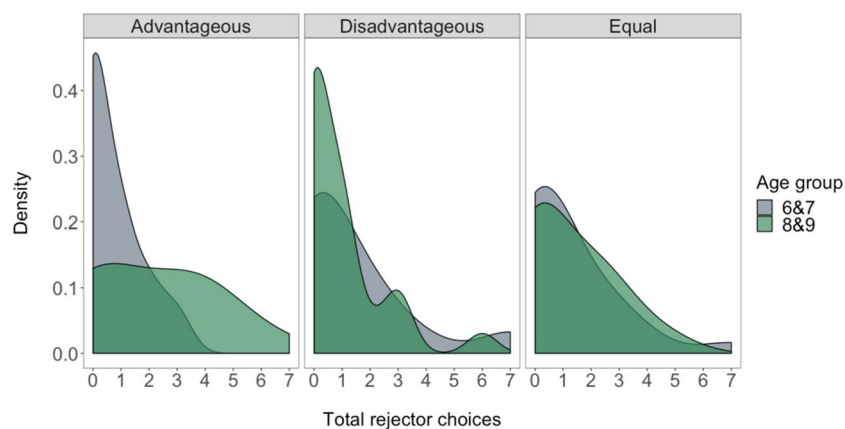 Advantageous Disadvantageous Equal
Density
0.4
0.3
0.2
0.1
0.0
0 1 2 3 4 5 6 7 0 1 2 3 4 5 6 7 0 1 2 3 4 5 6 7
Total rejector choices
Age group
6&7
8&9